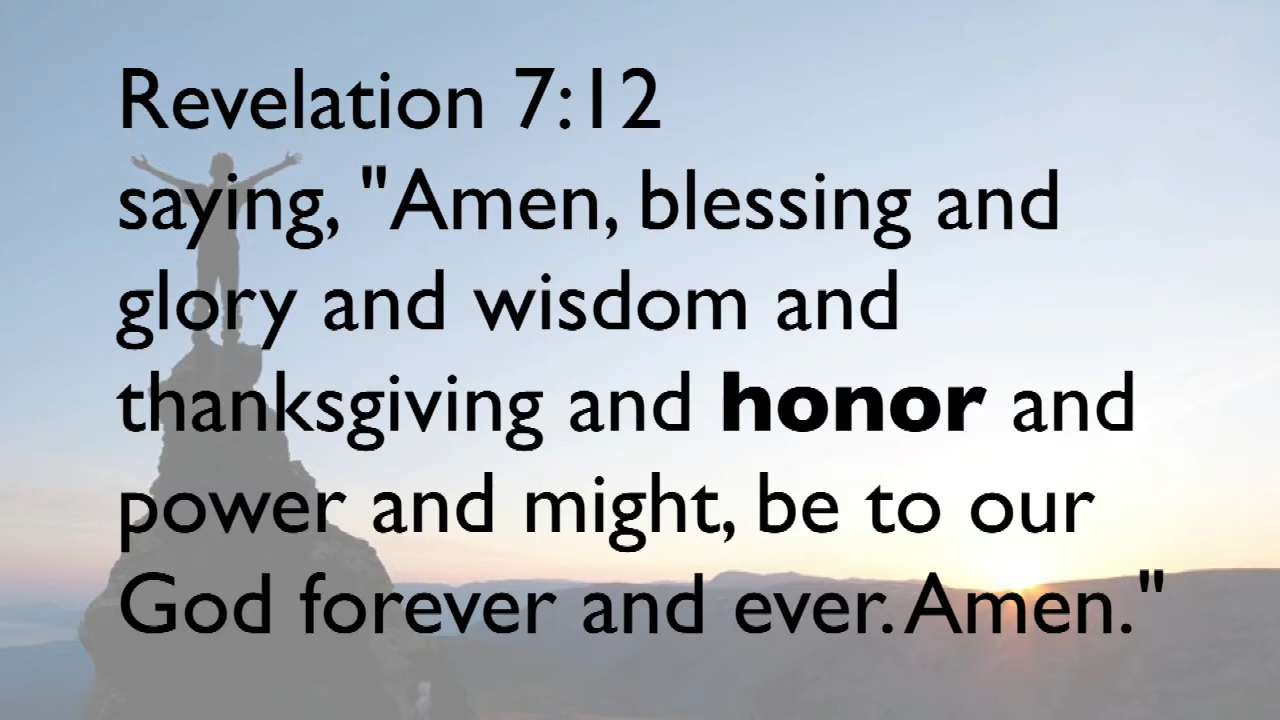 Revelation 7:12
saying, "Amen, blessing and
glory and wisdom and
thanksgiving and honor and
power and might, be to our
God forever and ever. Amen."